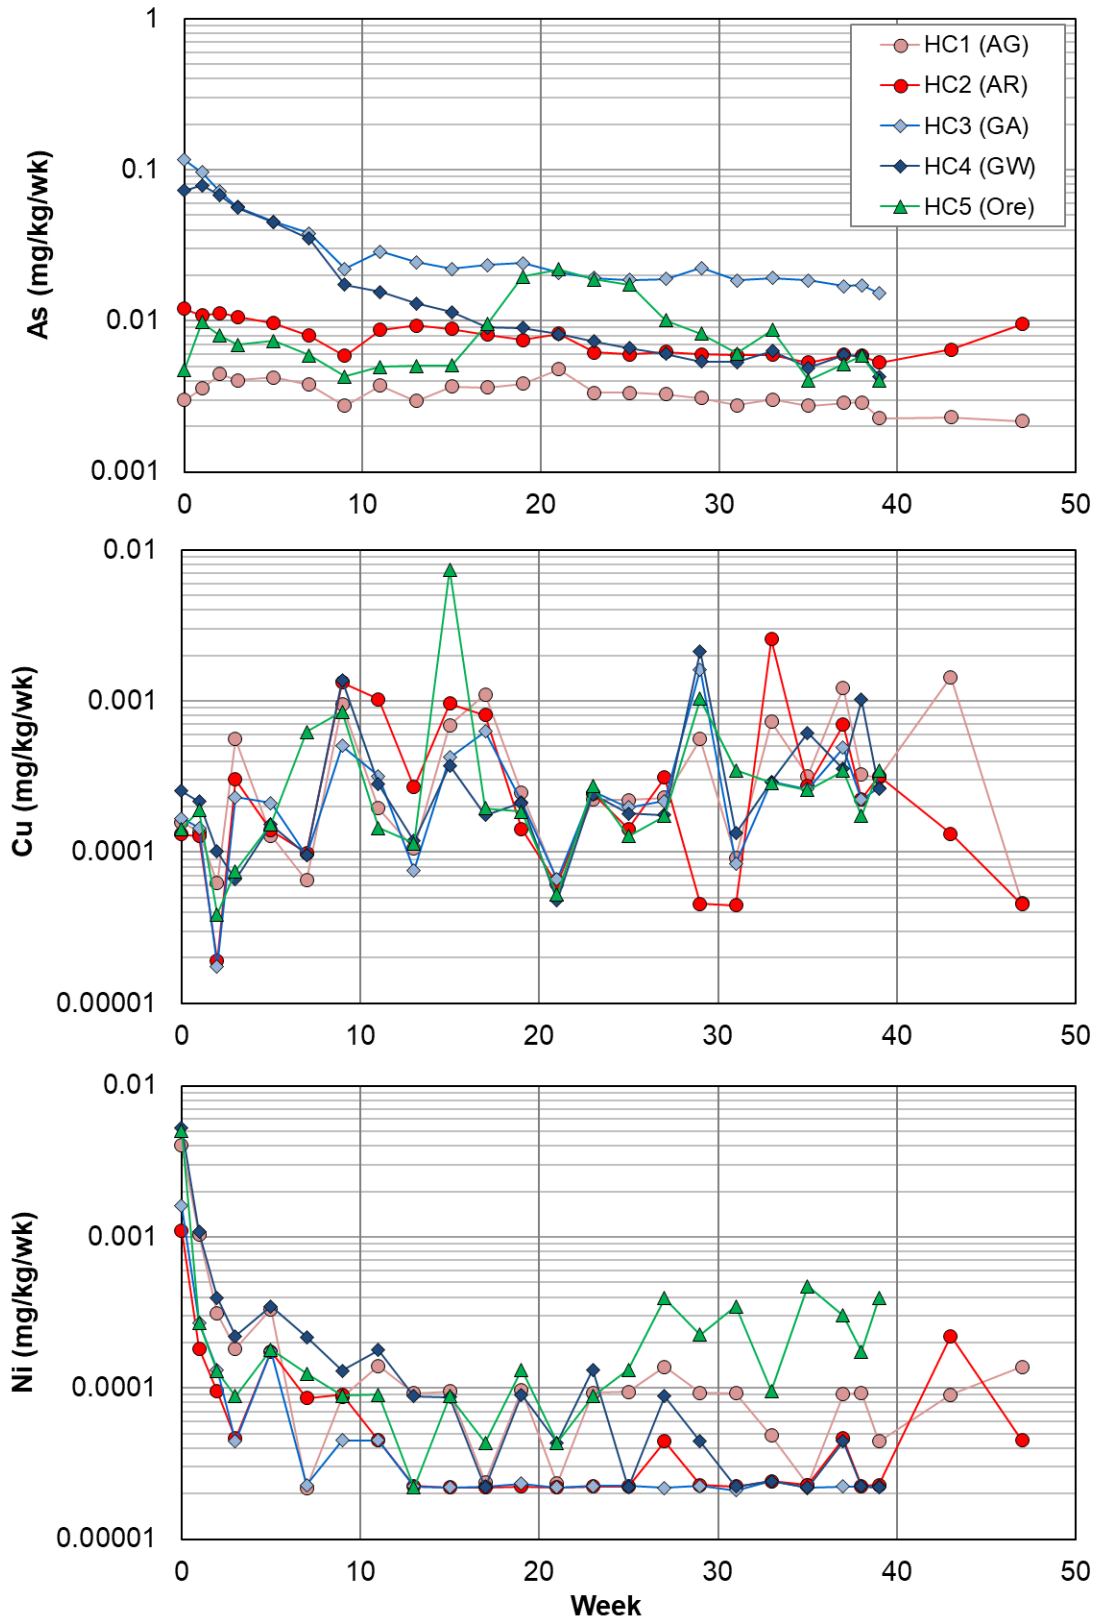 1
HC1 (AG)
HC2 (AR)
HC3 (GA)
HC4 (GW)
HC5 (Ore)
0.1
0.01
0.001
As (mg/kg/wk)
0 10 20 30 40 50
0.01
0.001
0.0001
0.00001
Cu (mg/kg/wk)
0 10 20 30 40 50
0.01
0.001
0.0001
0.00001
Ni (mg/kg/wk)
0 10 20 30 40 50
Week